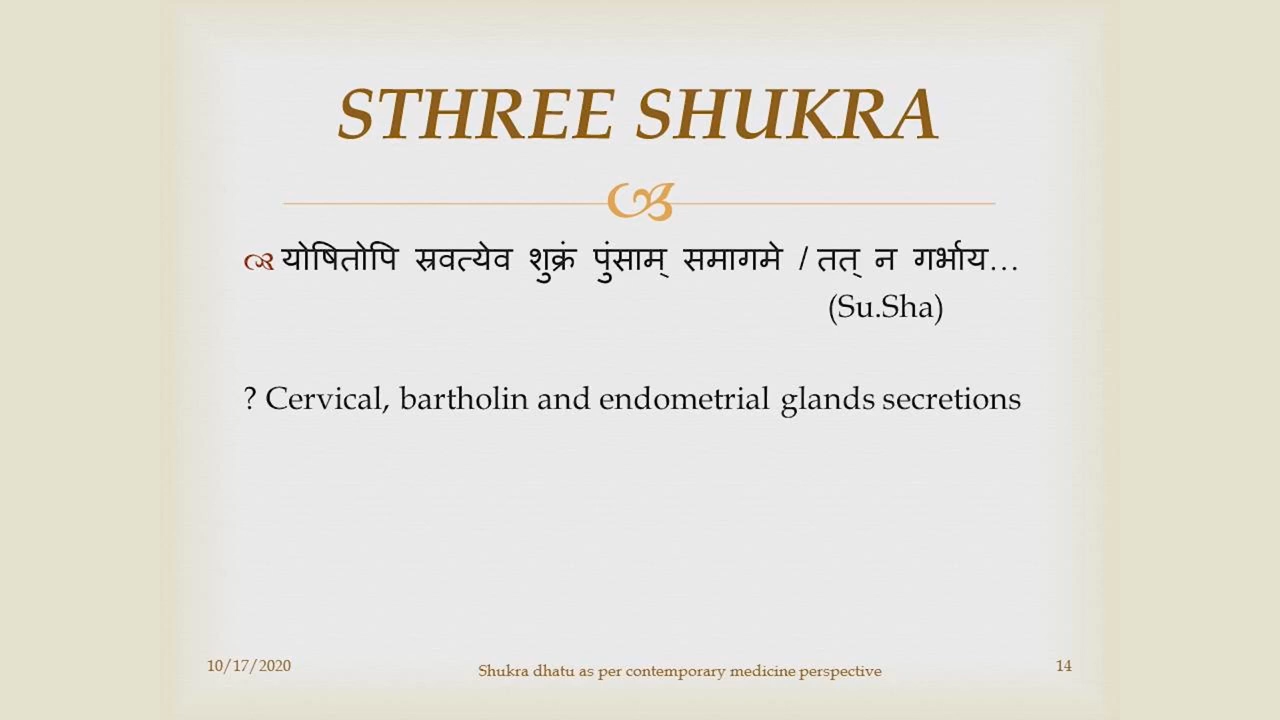 STHREE SHUKRA
योषितोपि स्रवत्येव शुक्रं पुंसाम् समागमे / तत् न गर्भाय...
(Su.Sha)
? Cervical, bartholin and endometrial glands secretions
10/17/2020
Shukra dhatu as per contemporary medicine perspective
14